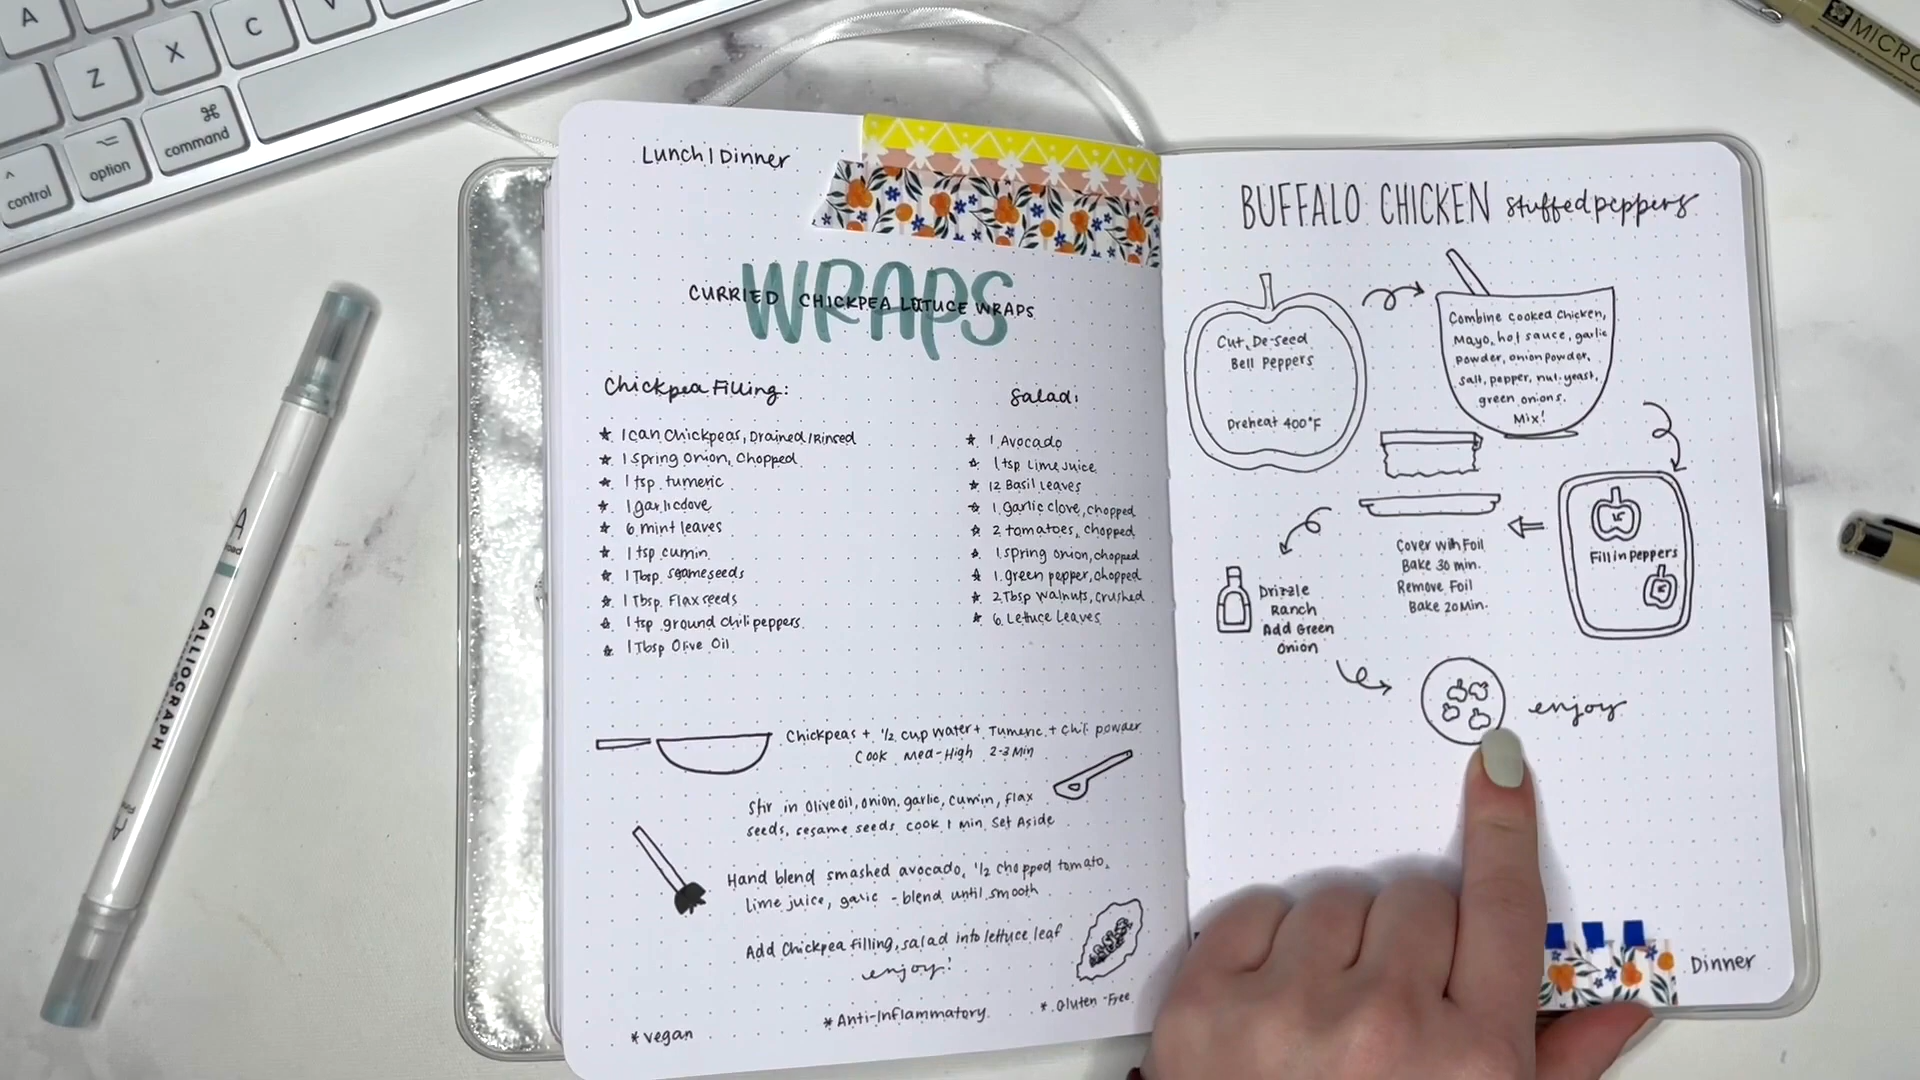 A
Z
X
C
V
⌘
command
⌥
option
^
control
MICRO
CALLIOGRAPH
Lunch | Dinner
WRAPS
CURRIED CHICKPEA LETTUCE WRAPS
Chickpea Filling:
★ 1 can Chickpeas, Drained/Rinsed
★ 1 Spring Onion, Chopped
★ 1 tsp tumeric
★ 1 garlic clove
★ 6 mint leaves
★ 1 tsp cumin
★ 1 Tbsp sesame seeds
★ 1 Tbsp Flax seeds
★ 1 tsp ground chili peppers
★ 1 Tbsp Olive Oil
Salad:
★ 1 Avocado
★ 1 tsp Lime Juice
★ 12 Basil Leaves
★ 1 garlic clove, chopped
★ 2 tomatoes, chopped
★ 1 spring onion, chopped
★ 1 green pepper, chopped
★ 2 Tbsp walnuts, crushed
★ 6 Lettuce Leaves
Chickpeas + ½ cup water + Tumeric + Chili powder
Cook Med-High 2-3 Min
Stir in Olive oil, onion, garlic, cumin, flax
seeds, sesame seeds cook 1 min Set Aside
Hand blend smashed avocado, ½ chopped tomato,
lime juice, garlic - blend until smooth
Add Chickpea filling, salad into lettuce leaf
enjoy!
* vegan
* Anti-Inflammatory
* Gluten-Free
BUFFALO CHICKEN stuffed peppers
Cut, De-seed
Bell Peppers
Preheat 400°F
Combine cooked Chicken,
Mayo, hot sauce, garlic
powder, onion powder,
salt, pepper, nut. yeast,
green onions.
Mix!
Fill in peppers
Cover with Foil
Bake 30 min.
Remove Foil
Bake 20 Min.
Drizzle
Ranch
Add Green
Onion
enjoy
Dinner